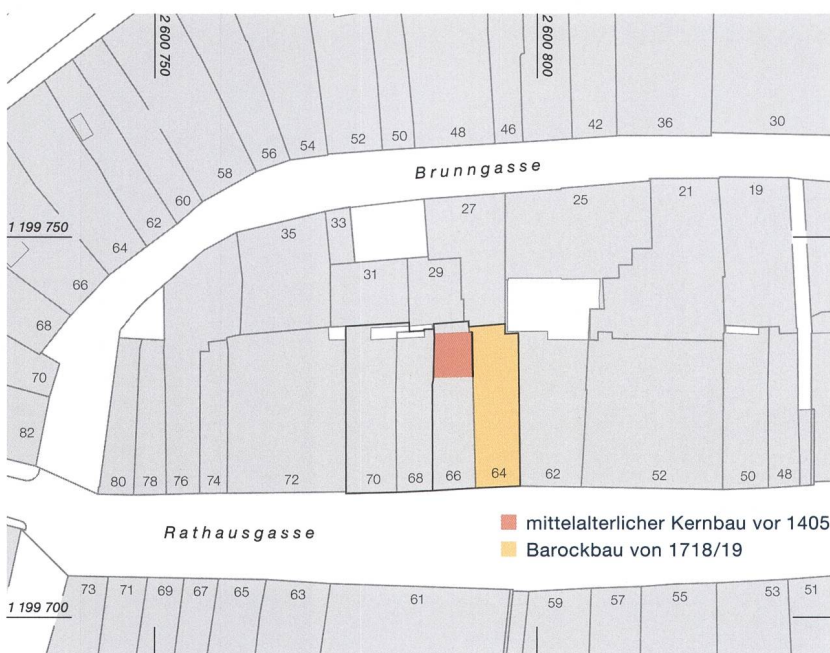 2 600 750
2 600 800
54 52 50 48 46 42 36 30
56
58
60
62
64
66
68
70
82
Brunngasse
1 199 750
35 33 27 25 21 19
31 29
80 78 76 74 72 70 68 66 64 62 52 50 48
Rathausgasse
mittelalterlicher Kernbau vor 1405
Barockbau von 1718/19
1 199 700
73 71 69 67 65 63 61 59 57 55 53 51